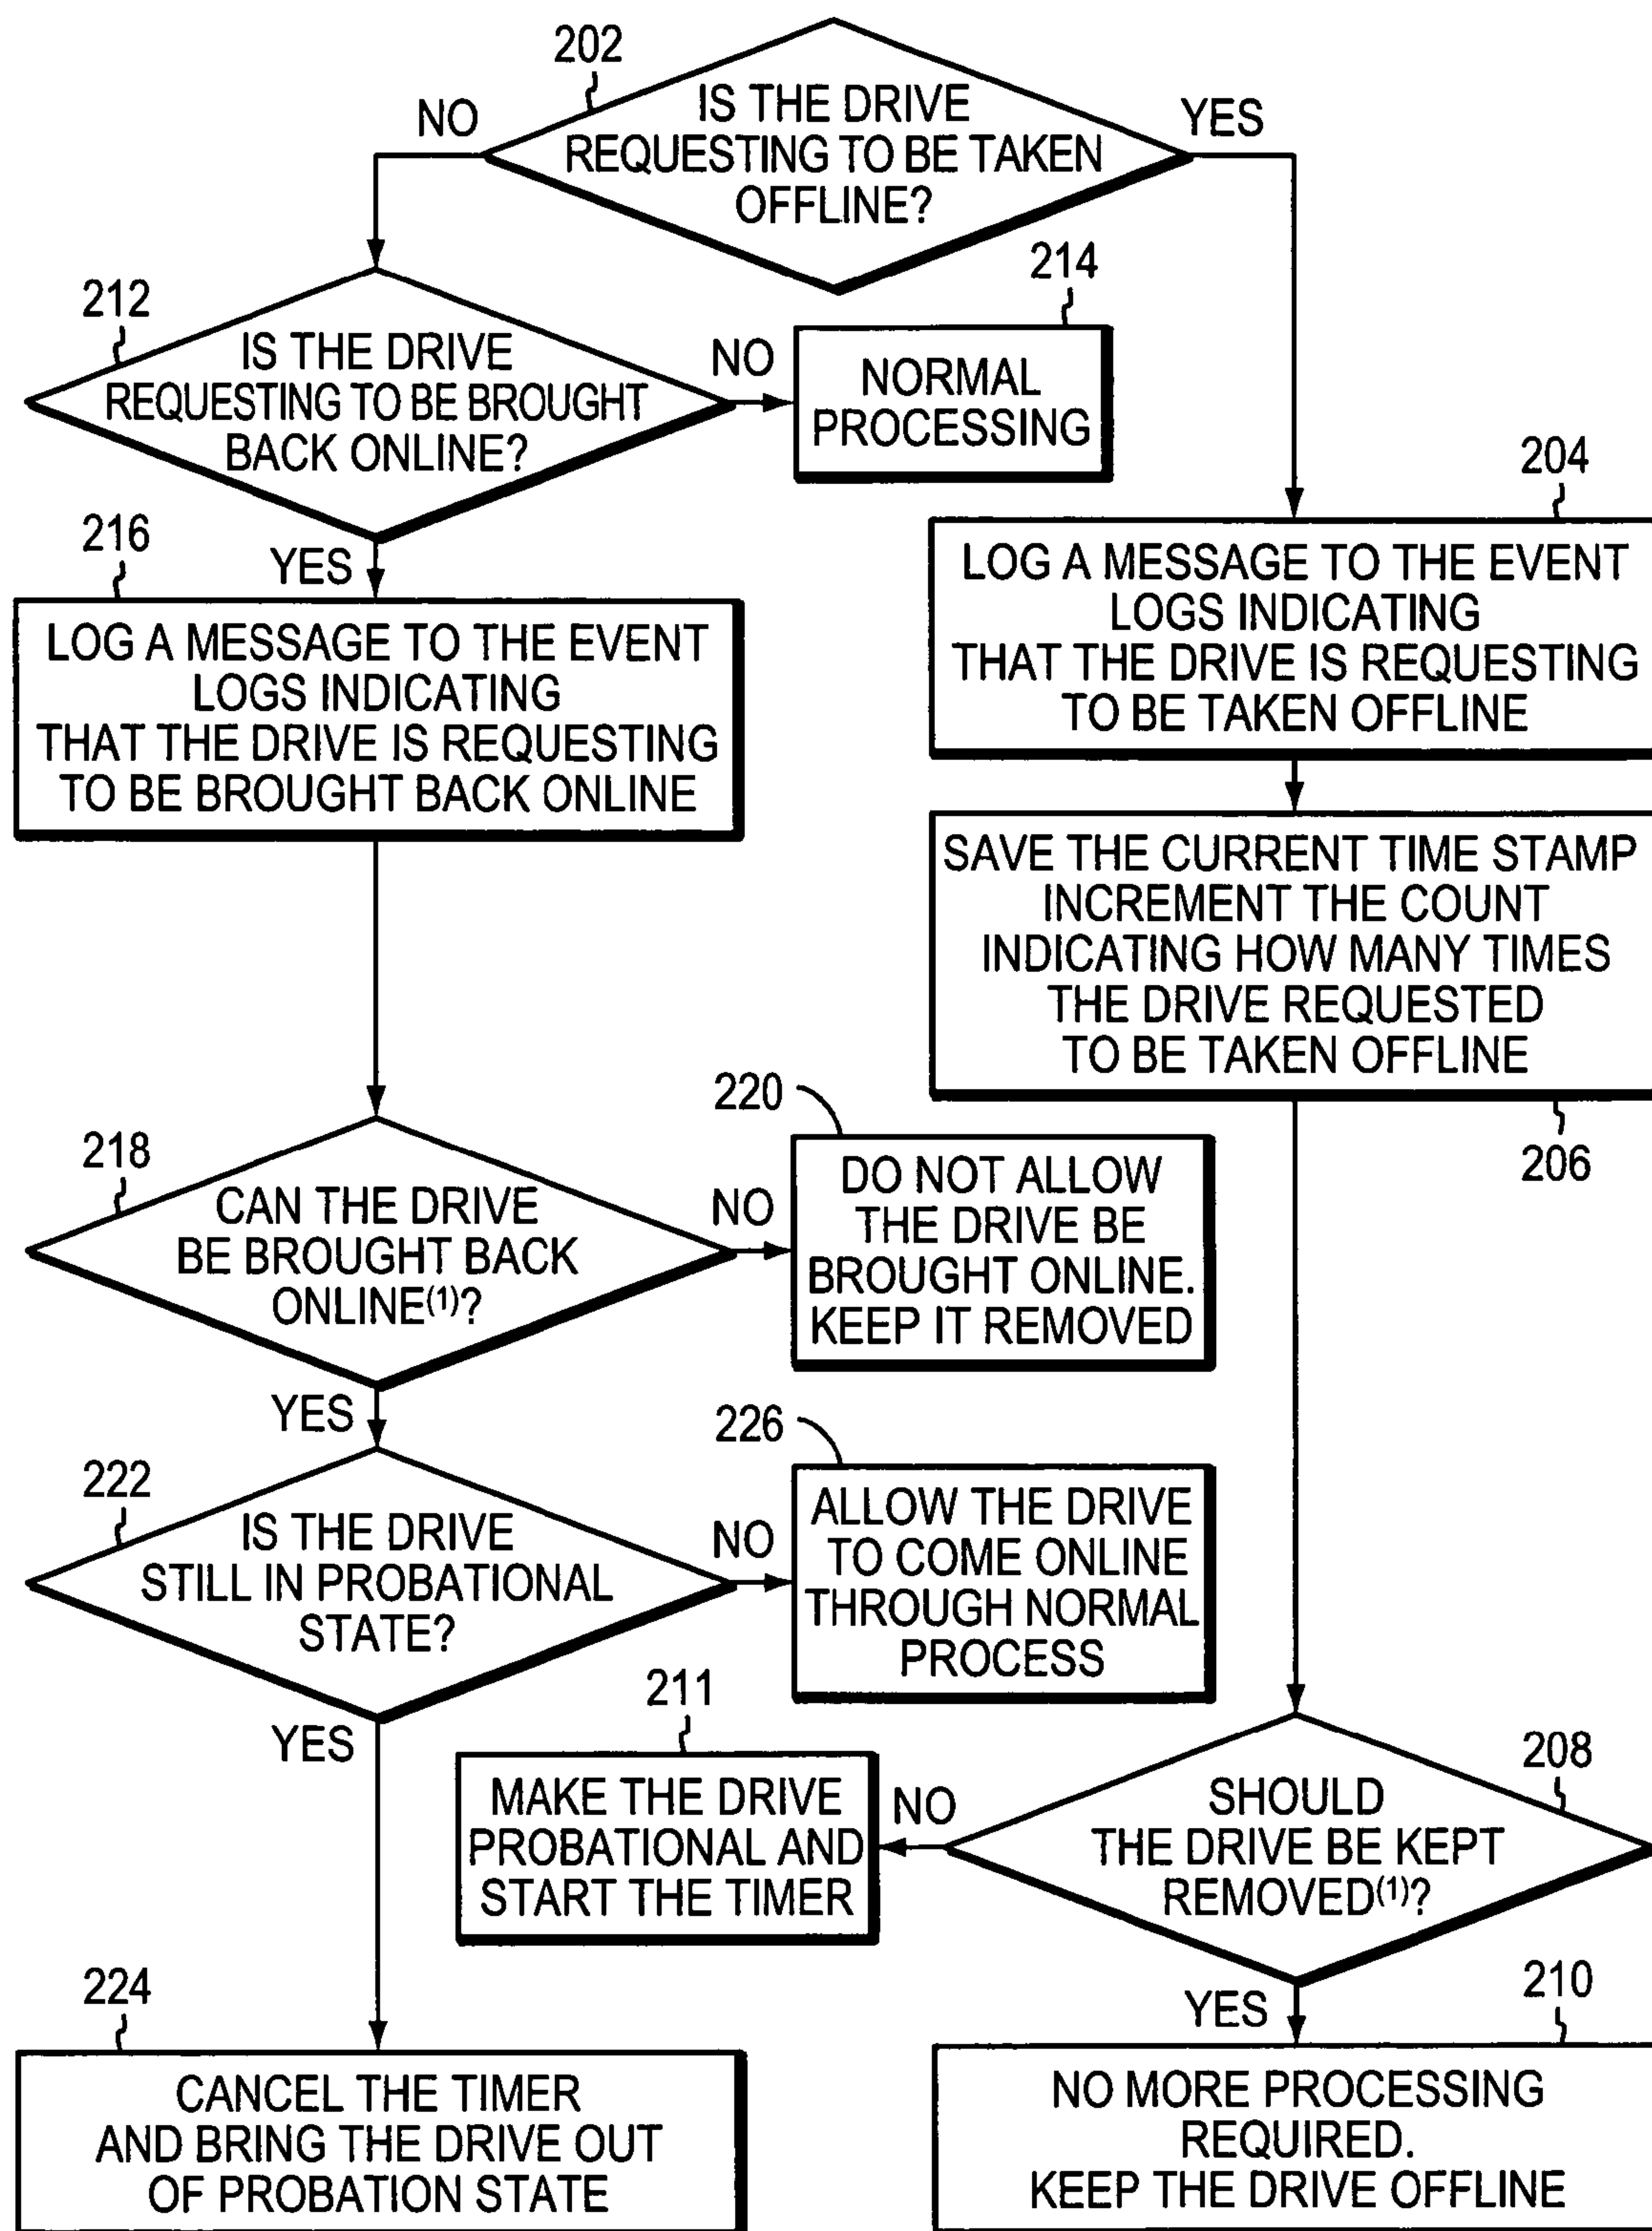 202
IS THE DRIVE
REQUESTING TO BE TAKEN
OFFLINE?
NO
YES
212
IS THE DRIVE
REQUESTING TO BE BROUGHT
BACK ONLINE?
NO
214
NORMAL
PROCESSING
YES
204
LOG A MESSAGE TO THE EVENT
LOGS INDICATING
THAT THE DRIVE IS REQUESTING
TO BE TAKEN OFFLINE
216
LOG A MESSAGE TO THE EVENT
LOGS INDICATING
THAT THE DRIVE IS REQUESTING
TO BE BROUGHT BACK ONLINE
SAVE THE CURRENT TIME STAMP
INCREMENT THE COUNT
INDICATING HOW MANY TIMES
THE DRIVE REQUESTED
TO BE TAKEN OFFLINE
206
218
CAN THE DRIVE
BE BROUGHT BACK
ONLINE(1)?
NO
220
DO NOT ALLOW
THE DRIVE BE
BROUGHT ONLINE.
KEEP IT REMOVED
YES
222
IS THE DRIVE
STILL IN PROBATIONAL
STATE?
NO
226
ALLOW THE DRIVE
TO COME ONLINE
THROUGH NORMAL
PROCESS
YES
211
MAKE THE DRIVE
PROBATIONAL AND
START THE TIMER
NO
208
SHOULD
THE DRIVE BE KEPT
REMOVED(1)?
YES
224
CANCEL THE TIMER
AND BRING THE DRIVE OUT
OF PROBATION STATE
210
NO MORE PROCESSING
REQUIRED.
KEEP THE DRIVE OFFLINE